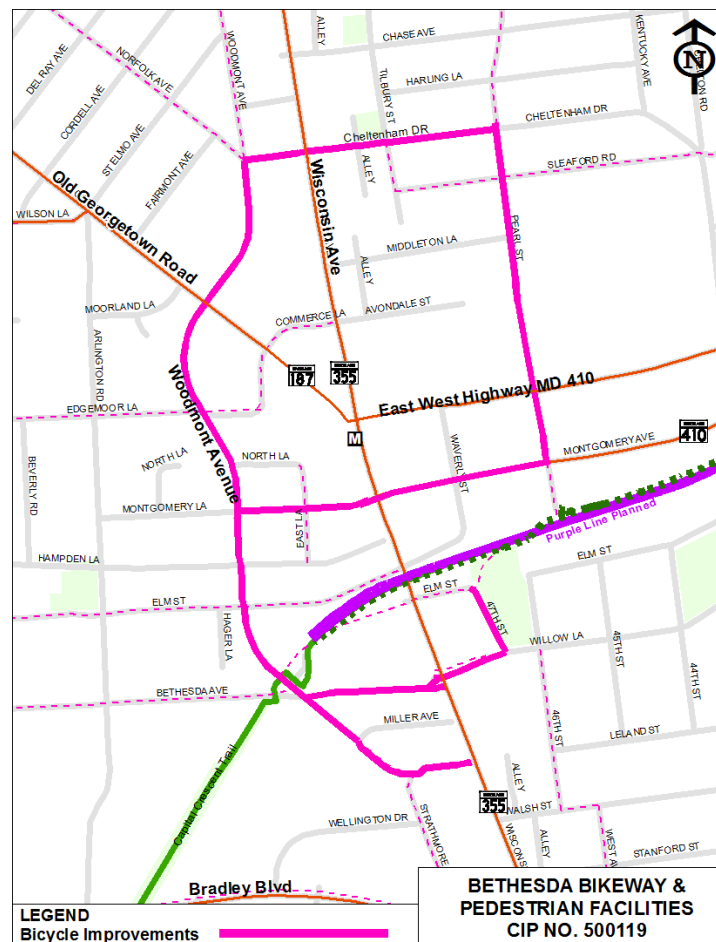 ALLEY
CHASE AVE
KENTUCKY AVE
N
DEL RAY AVE
NORFOLK AVE
WOODMONT AVE
TILBURY ST
HARLING LA
CORDELL AVE
ST ELMO AVE
FAIRMONT AVE
Cheltenham DR
CHELTENHAM DR
ALLEY
SLEAFORD RD
WILSON LA
Old Georgetown Road
Wisconsin Ave
PEARL ST
MIDDLETON LA
ALLEY
MOORLAND LA
COMMERCE LA
AVONDALE ST
ARLINGTON RD
187
355
East West Highway MD 410
Woodmont Avenue
EDGEMOOR LA
M
WAVERLY ST
MONTGOMERY AVE
410
BEVERLY RD
NORTH LA
NORTH LA
MONTGOMERY LA
EAST LA
Purple Line Planned
HAMPDEN LA
ELM ST
ELM ST
ELM ST
47TH ST
HAGER LA
WILLOW LA
45TH ST
44TH ST
BETHESDA AVE
46TH ST
MILLER AVE
LELAND ST
Capital Crescent Trail
ALLEY
355
WALSH ST
WELLINGTON DR
STRATHMORE
WISCONS
ALLEY
WEST AV
STANFORD ST
Bradley Blvd
BETHESDA BIKEWAY &
PEDESTRIAN FACILITIES
CIP NO. 500119
LEGEND
Bicycle Improvements